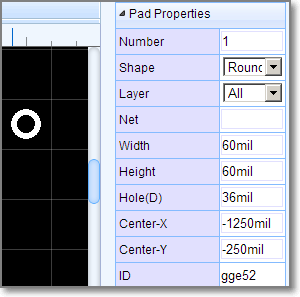 Pad Properties
Number 1
Shape Round
Layer All
Net
Width 60mil
Height 60mil
Hole(D) 36mil
Center-X -1250mil
Center-Y -250mil
ID gge52